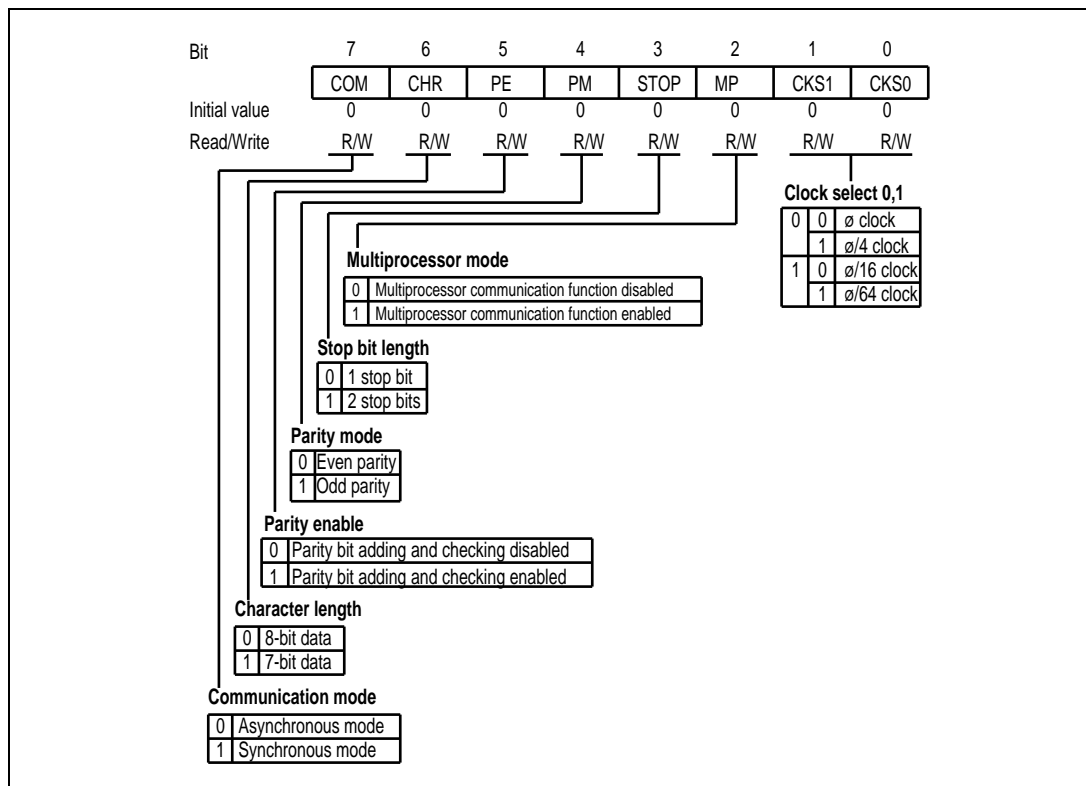 Bit 7 6 5 4 3 2 1 0
COM CHR PE PM STOP MP CKS1 CKS0
Initial value 0 0 0 0 0 0 0 0
Read/Write R/W R/W R/W R/W R/W R/W R/W R/W
Clock select 0,1
0 0 ø clock
1 ø/4 clock
1 0 ø/16 clock
1 ø/64 clock
Multiprocessor mode
0 Multiprocessor communication function disabled
1 Multiprocessor communication function enabled
Stop bit length
0 1 stop bit
1 2 stop bits
Parity mode
0 Even parity
1 Odd parity
Parity enable
0 Parity bit adding and checking disabled
1 Parity bit adding and checking enabled
Character length
0 8-bit data
1 7-bit data
Communication mode
0 Asynchronous mode
1 Synchronous mode